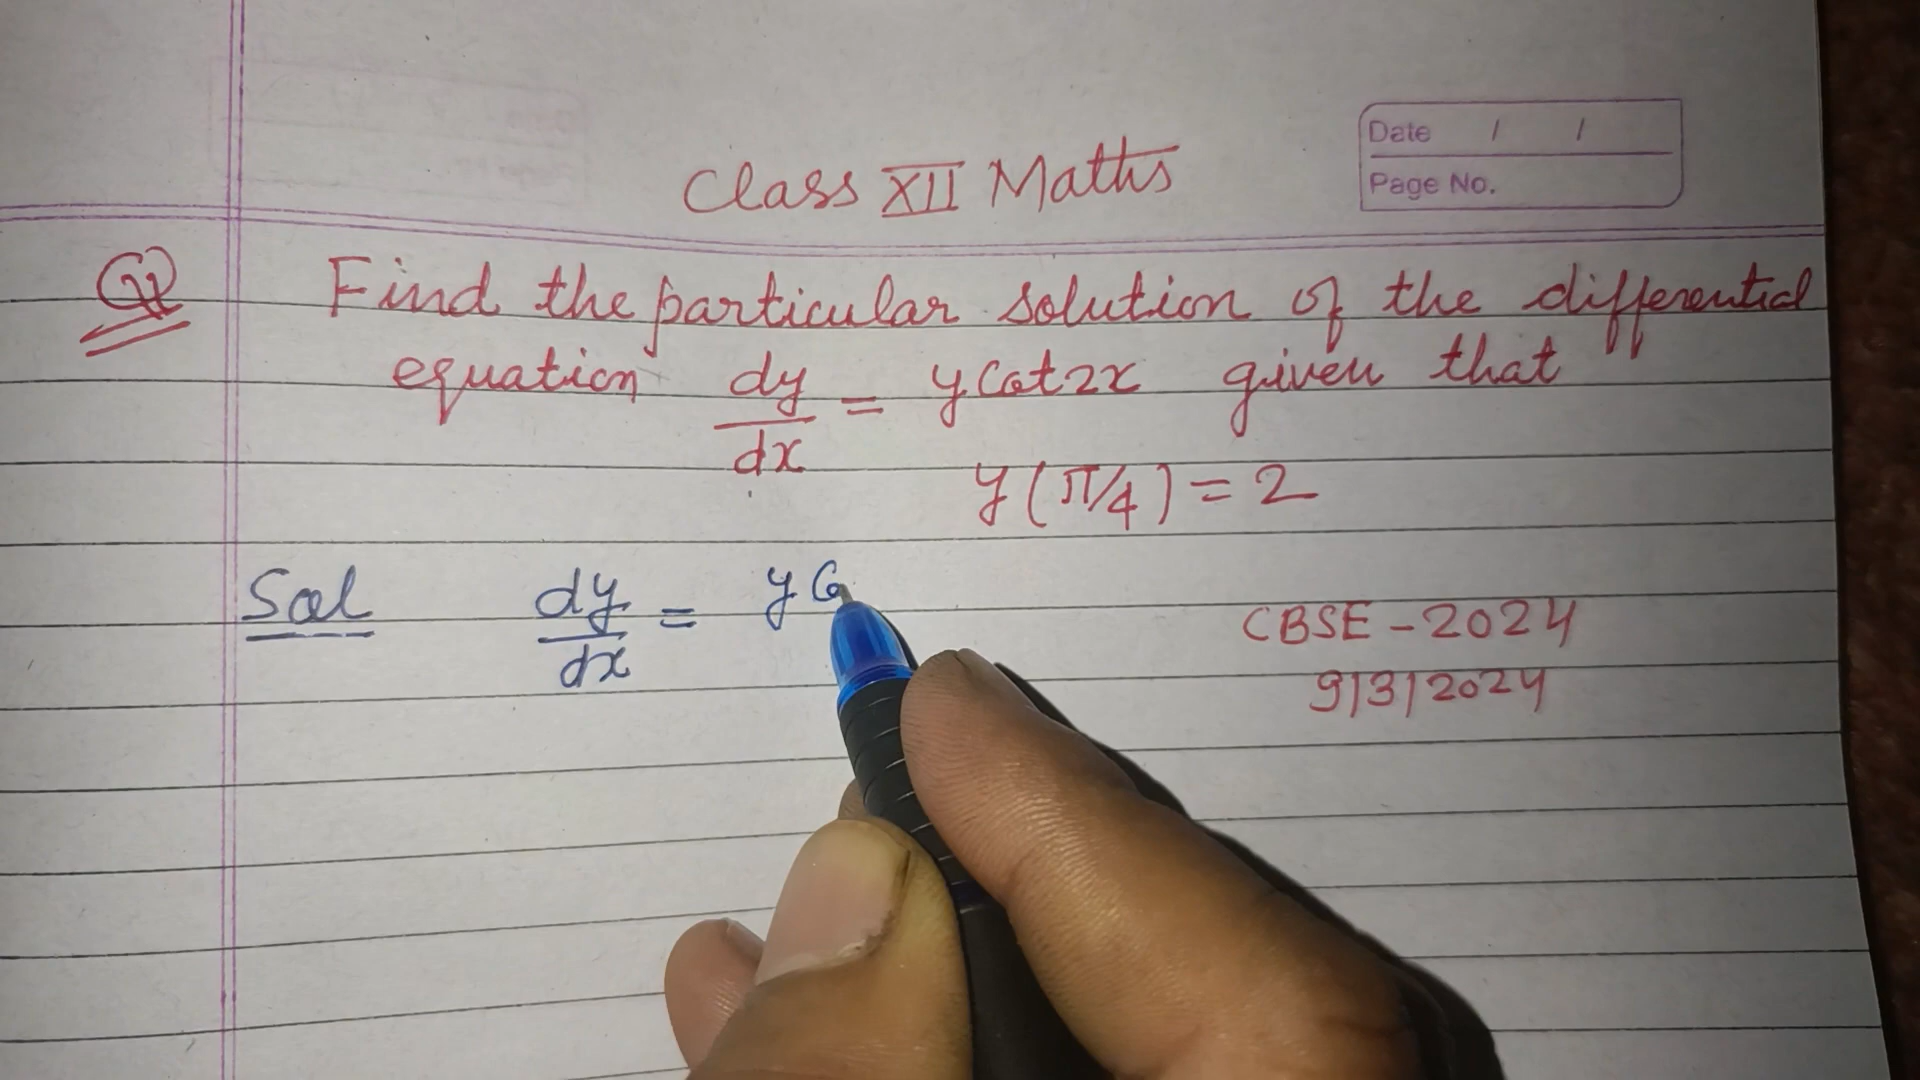 Date / /
Page No.
Class XII Maths
Q Find the particular solution of the differential
equation dy/dx = y cot2x given that
y(π/4) = 2
Sol dy/dx = y co
CBSE - 2024
9/3/2024